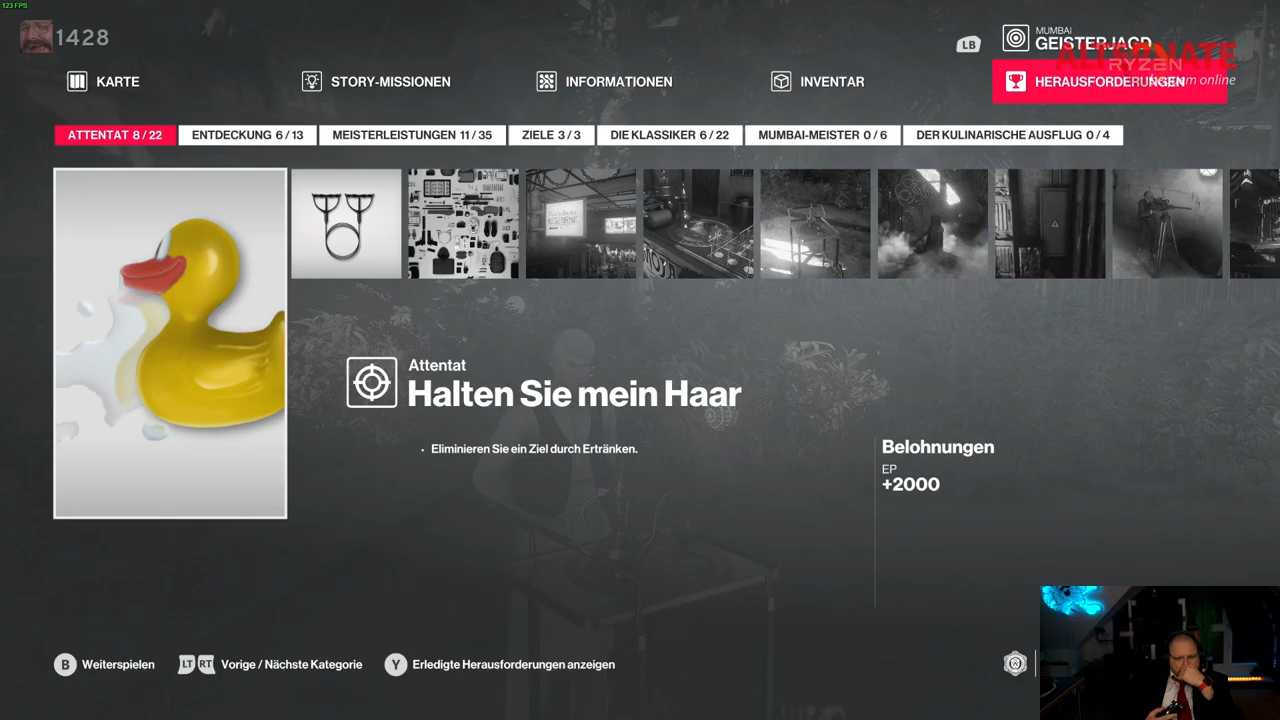 123 FPS
1428
LB
MUMBAI
GEISTERJAGD
ALTERNATE
RYZEN
KARTE
STORY-MISSIONEN
INFORMATIONEN
INVENTAR
HERAUSFORDERUNGEN
online
ATTENTAT 8 / 22
ENTDECKUNG 6 / 13
MEISTERLEISTUNGEN 11 / 35
ZIELE 3 / 3
DIE KLASSIKER 6 / 22
MUMBAI-MEISTER 0 / 6
DER KULINARISCHE AUSFLUG 0 / 4
Attentat
Halten Sie mein Haar
• Eliminieren Sie ein Ziel durch Ertränken.
Belohnungen
EP
+2000
B Weiterspielen
LT RT Vorige / Nächste Kategorie
Y Erledigte Herausforderungen anzeigen